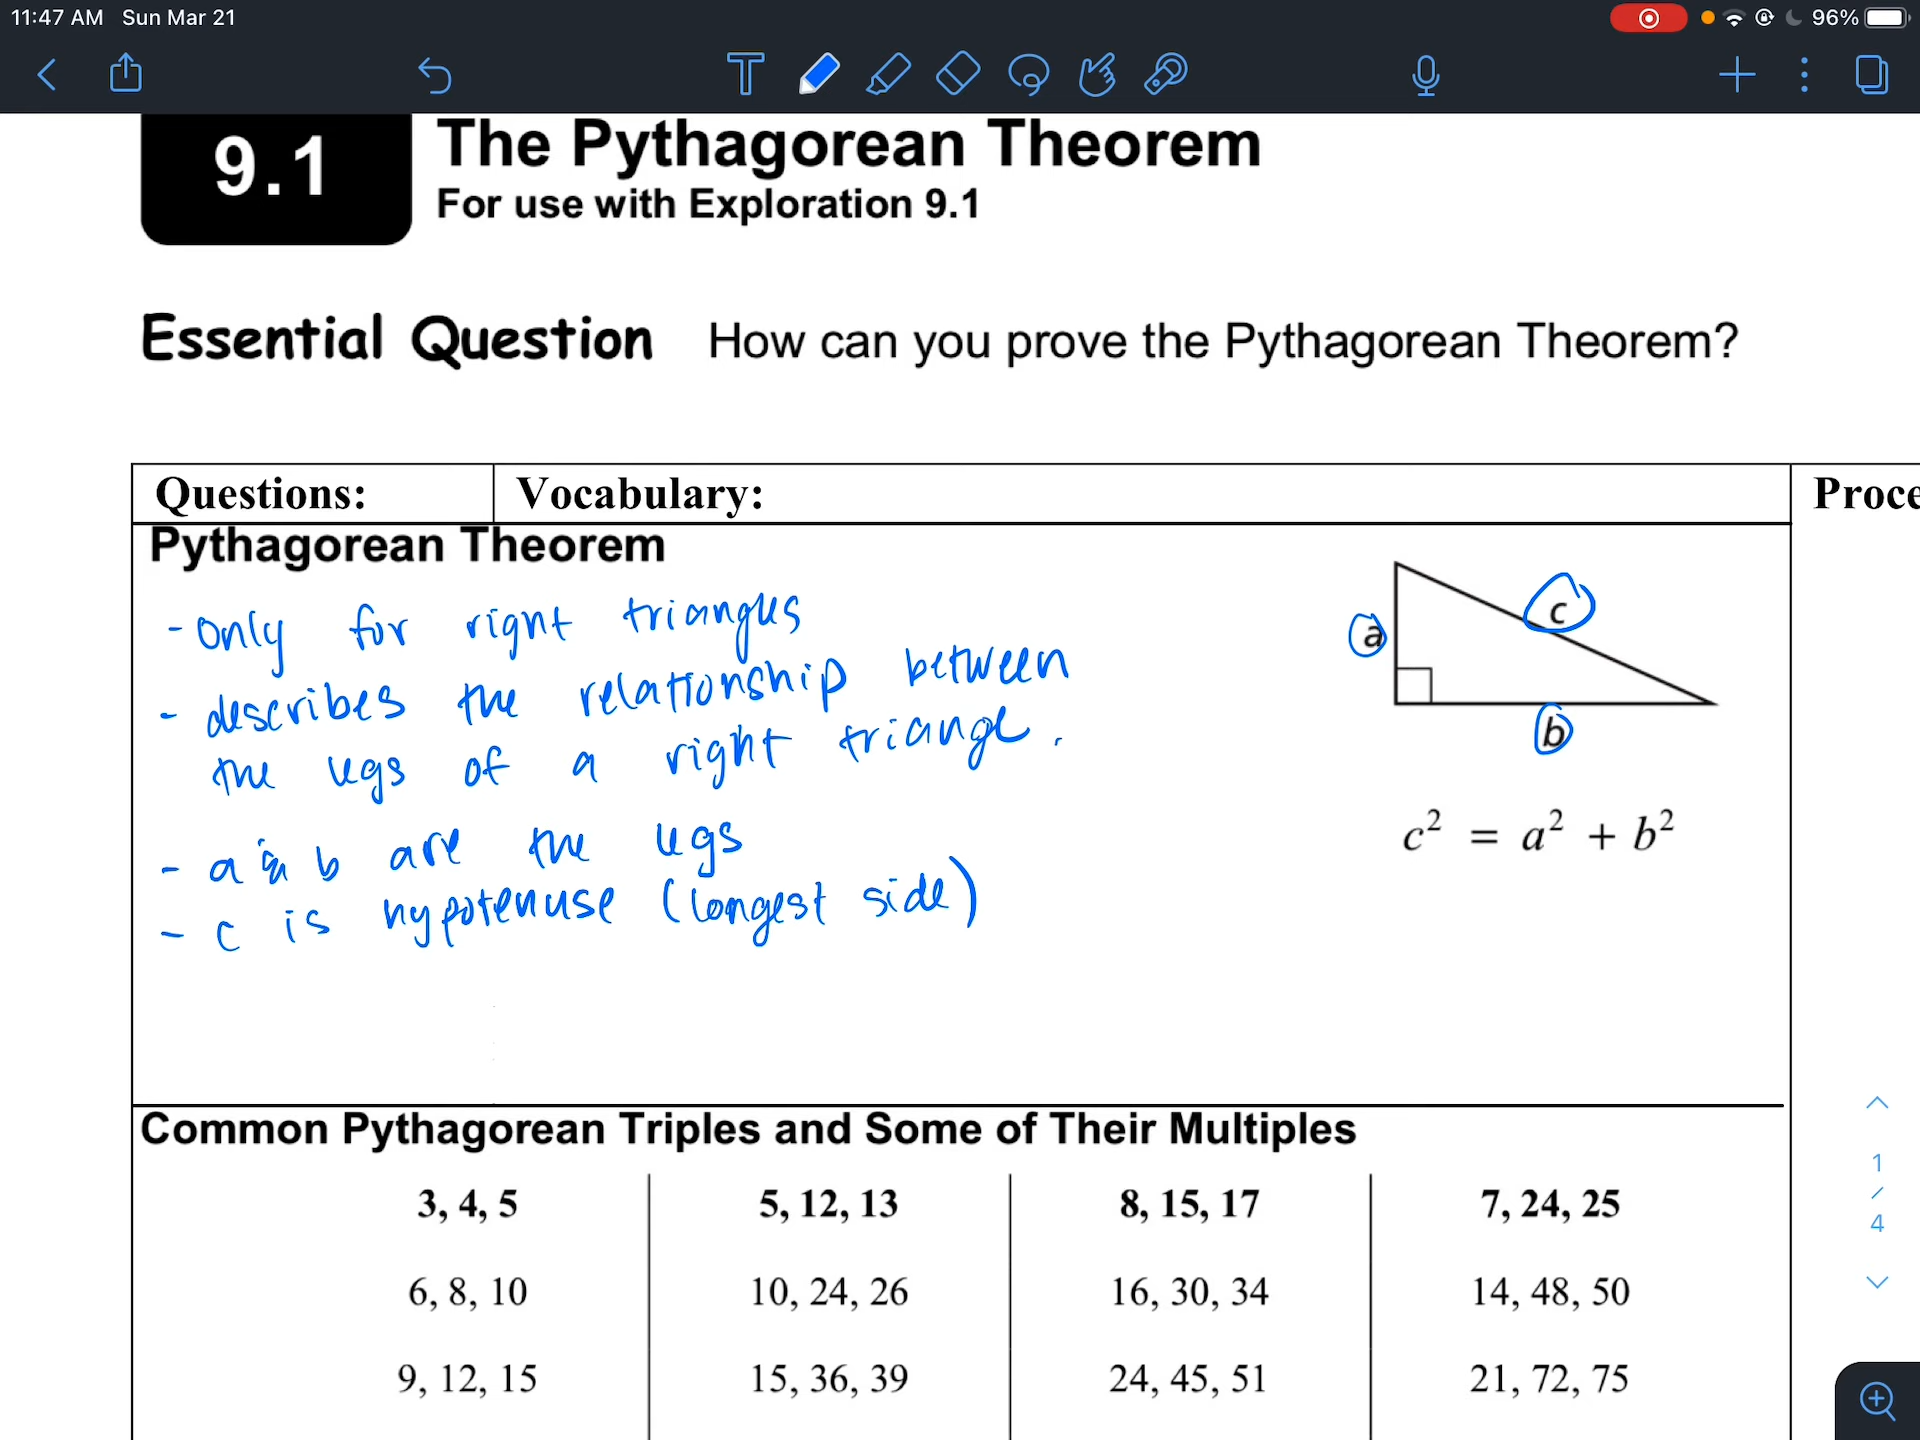 11:47 AM Sun Mar 21 96%
9.1 The Pythagorean Theorem
For use with Exploration 9.1
Essential Question How can you prove the Pythagorean Theorem?
Questions: Vocabulary: Proce
Pythagorean Theorem
- only for right triangles
- describes the relationship between
the legs of a right triange.
- a & b are the legs
- c is hypotenuse (longest side)
a
c
b
c² = a² + b²
Common Pythagorean Triples and Some of Their Multiples
3, 4, 5 5, 12, 13 8, 15, 17 7, 24, 25
6, 8, 10 10, 24, 26 16, 30, 34 14, 48, 50
9, 12, 15 15, 36, 39 24, 45, 51 21, 72, 75
1
/
4